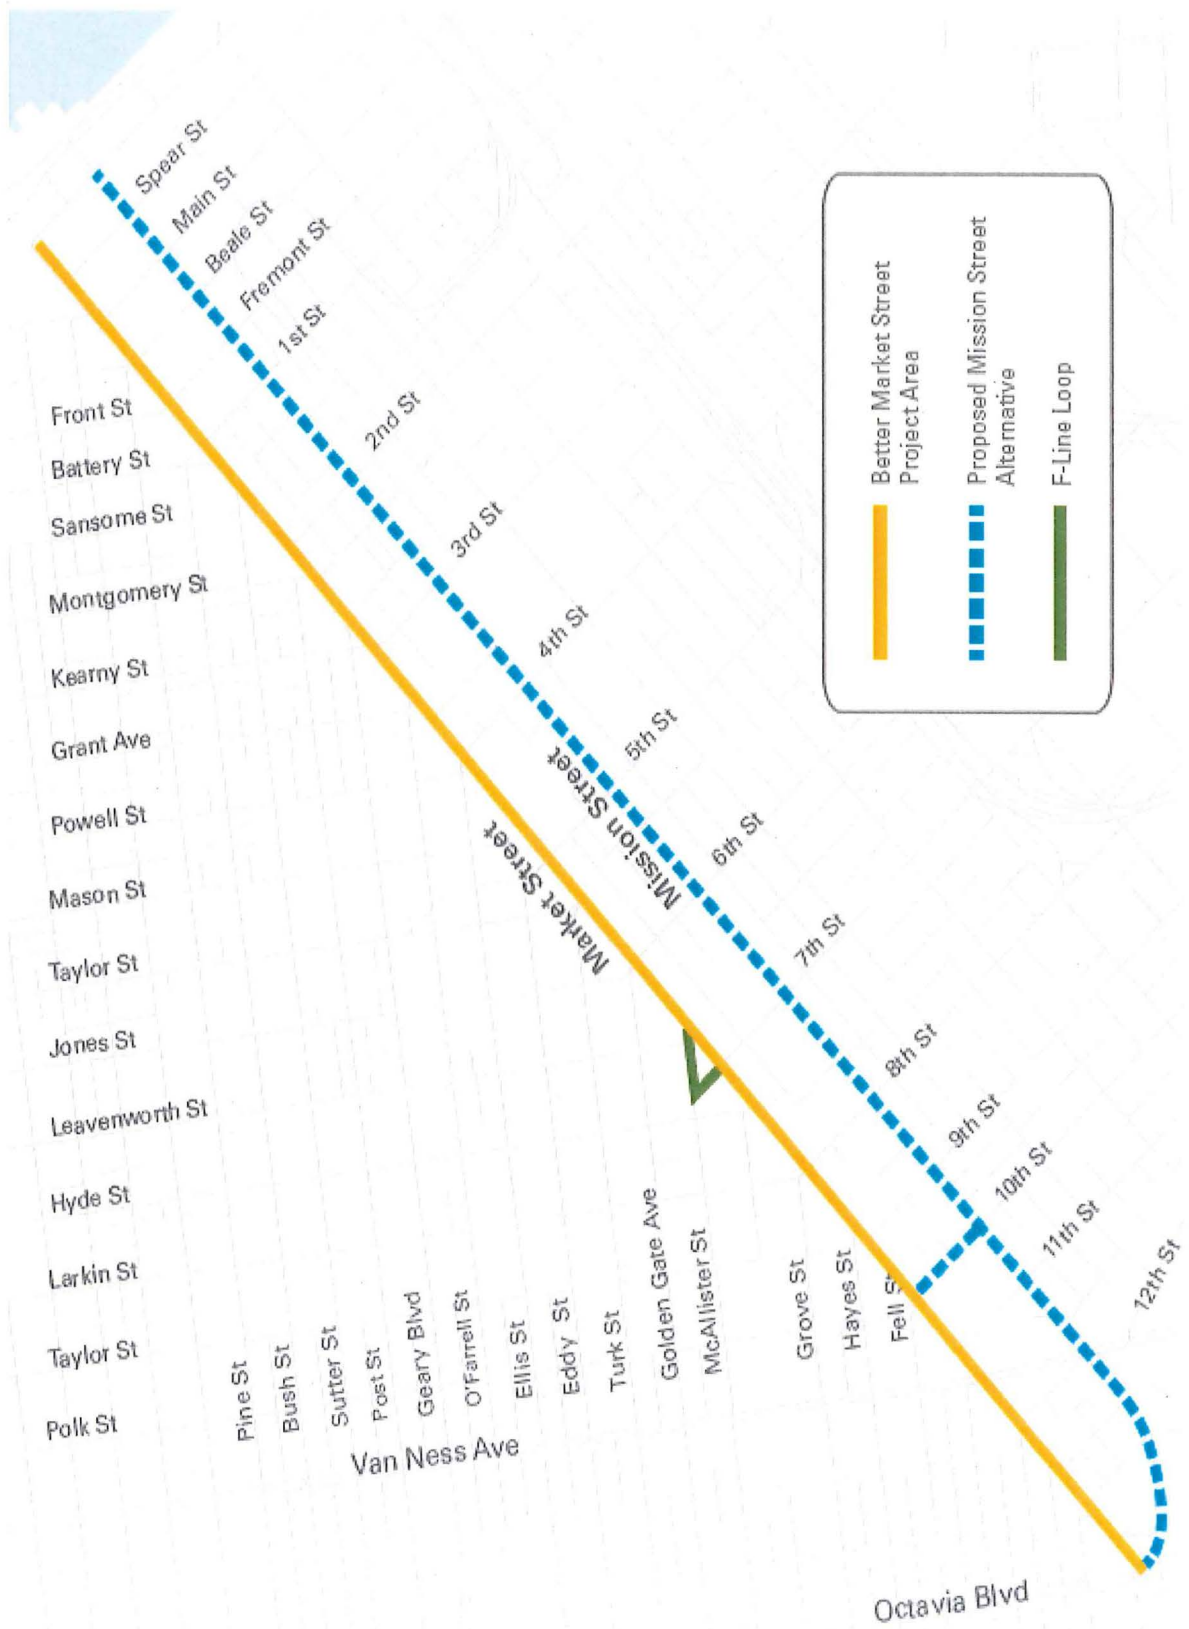 Spear St
Main St
Beale St
Fremont St
1st St
2nd St
3rd St
4th St
5th St
6th St
7th St
8th St
9th St
10th St
11th St
12th St
Front St
Battery St
Sansome St
Montgomery St
Kearny St
Grant Ave
Powell St
Mason St
Taylor St
Jones St
Leavenworth St
Hyde St
Larkin St
Taylor St
Polk St
Market Street
Mission Street
Pine St
Bush St
Sutter St
Post St
Geary Blvd
O'Farrell St
Ellis St
Eddy St
Turk St
Golden Gate Ave
McAllister St
Grove St
Hayes St
Fell St
Van Ness Ave
Octavia Blvd
Better Market Street
Project Area
Proposed Mission Street
Alternative
F-Line Loop